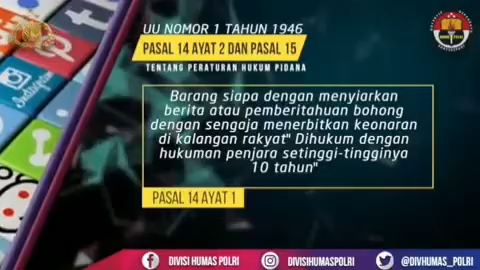 UU NOMOR 1 TAHUN 1946
PASAL 14 AYAT 2 DAN PASAL 15
TENTANG PERATURAN HUKUM PIDANA
Barang siapa dengan menyiarkan
berita atau pemberitahuan bohong
dengan sengaja menerbitkan keonaran
di kalangan rakyat" Dihukum dengan
hukuman penjara setinggi-tingginya
10 tahun"
PASAL 14 AYAT 1
DIVISI HUMAS POLRI
DIVISIHUMASPOLRI
@DIVHUMAS_POLRI